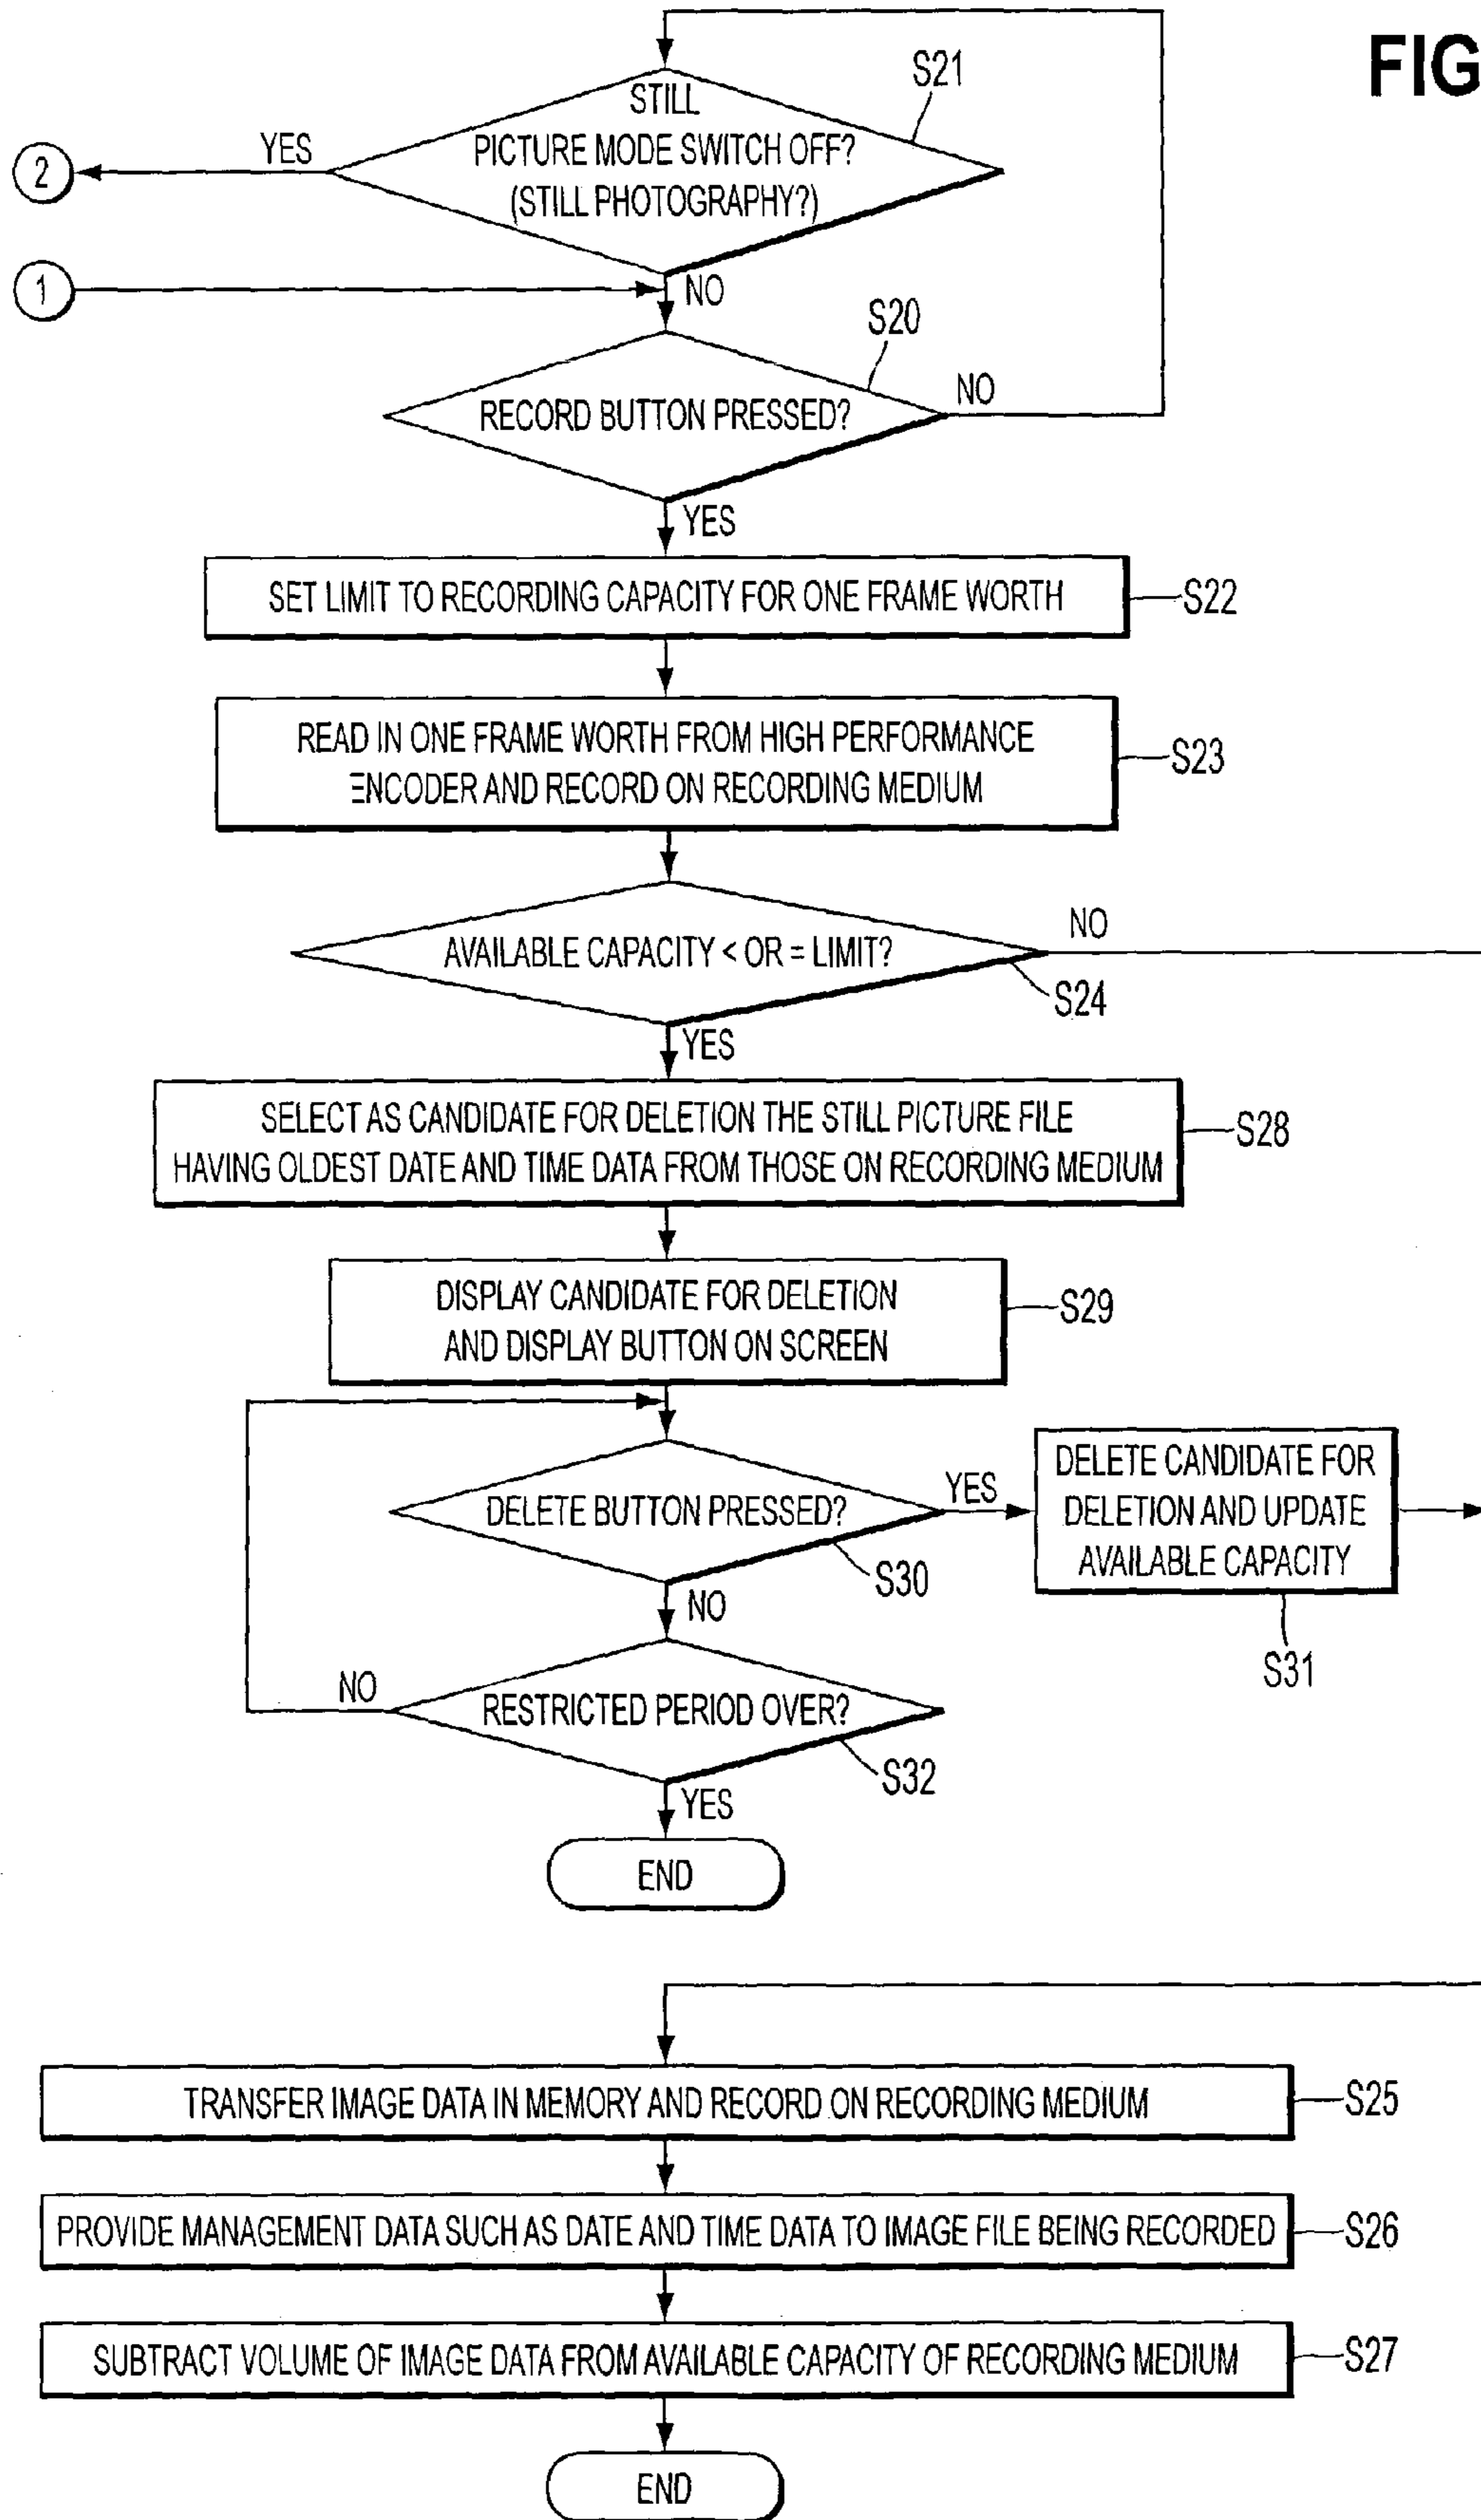 FIG
S21
STILL
PICTURE MODE SWITCH OFF?
(STILL PHOTOGRAPHY?)
YES
2
1
NO
S20
RECORD BUTTON PRESSED?
NO
YES
SET LIMIT TO RECORDING CAPACITY FOR ONE FRAME WORTH
S22
READ IN ONE FRAME WORTH FROM HIGH PERFORMANCE
ENCODER AND RECORD ON RECORDING MEDIUM
S23
AVAILABLE CAPACITY < OR = LIMIT?
NO
S24
YES
SELECT AS CANDIDATE FOR DELETION THE STILL PICTURE FILE
HAVING OLDEST DATE AND TIME DATA FROM THOSE ON RECORDING MEDIUM
S28
DISPLAY CANDIDATE FOR DELETION
AND DISPLAY BUTTON ON SCREEN
S29
DELETE BUTTON PRESSED?
YES
S30
DELETE CANDIDATE FOR
DELETION AND UPDATE
AVAILABLE CAPACITY
S31
NO
RESTRICTED PERIOD OVER?
NO
S32
YES
END
TRANSFER IMAGE DATA IN MEMORY AND RECORD ON RECORDING MEDIUM
S25
PROVIDE MANAGEMENT DATA SUCH AS DATE AND TIME DATA TO IMAGE FILE BEING RECORDED
S26
SUBTRACT VOLUME OF IMAGE DATA FROM AVAILABLE CAPACITY OF RECORDING MEDIUM
S27
END